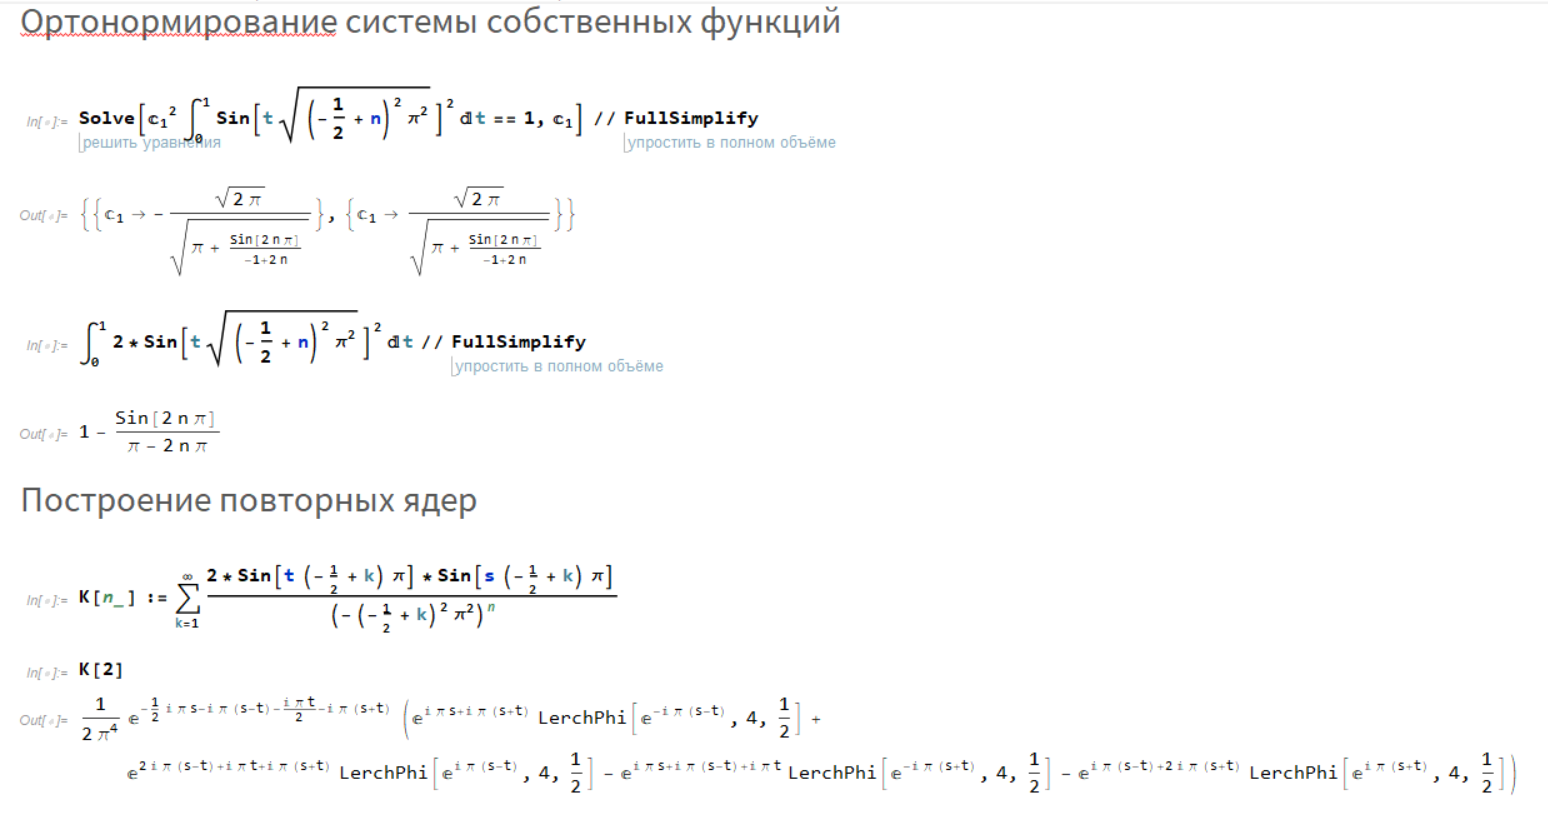 Ортонормирование системы собственных функций
In[ ]:= Solve[c₁² ∫₀¹ Sin[t √((-1/2 + n)² π²)]² ⅆt == 1, c₁] // FullSimplify
решить уравнения упростить в полном объёме
Out[ ]= {{c₁ → - √(2 π) / √(π + Sin[2 n π]/(-1+2 n))}, {c₁ → √(2 π) / √(π + Sin[2 n π]/(-1+2 n))}}
In[ ]:= ∫₀¹ 2 * Sin[t √((-1/2 + n)² π²)]² ⅆt // FullSimplify
упростить в полном объёме
Out[ ]= 1 - Sin[2 n π]/(π - 2 n π)
Построение повторных ядер
In[ ]:= K[n_] := ∑_{k=1}^{∞} (2 * Sin[t (-1/2 + k) π] * Sin[s (-1/2 + k) π])/(-(-1/2 + k)² π²)ⁿ
In[ ]:= K[2]
Out[ ]= 1/(2 π⁴) ⅇ^(-1/2 i π s-i π (s-t)-(i π t)/2-i π (s+t)) (ⅇ^(i π s+i π (s+t)) LerchPhi[ⅇ^(-i π (s-t)), 4, 1/2] +
ⅇ^(2 i π (s-t)+i π t+i π (s+t)) LerchPhi[ⅇ^(i π (s-t)), 4, 1/2] - ⅇ^(i π s+i π (s-t)+i π t) LerchPhi[ⅇ^(-i π (s+t)), 4, 1/2] - ⅇ^(i π (s-t)+2 i π (s+t)) LerchPhi[ⅇ^(i π (s+t)), 4, 1/2])